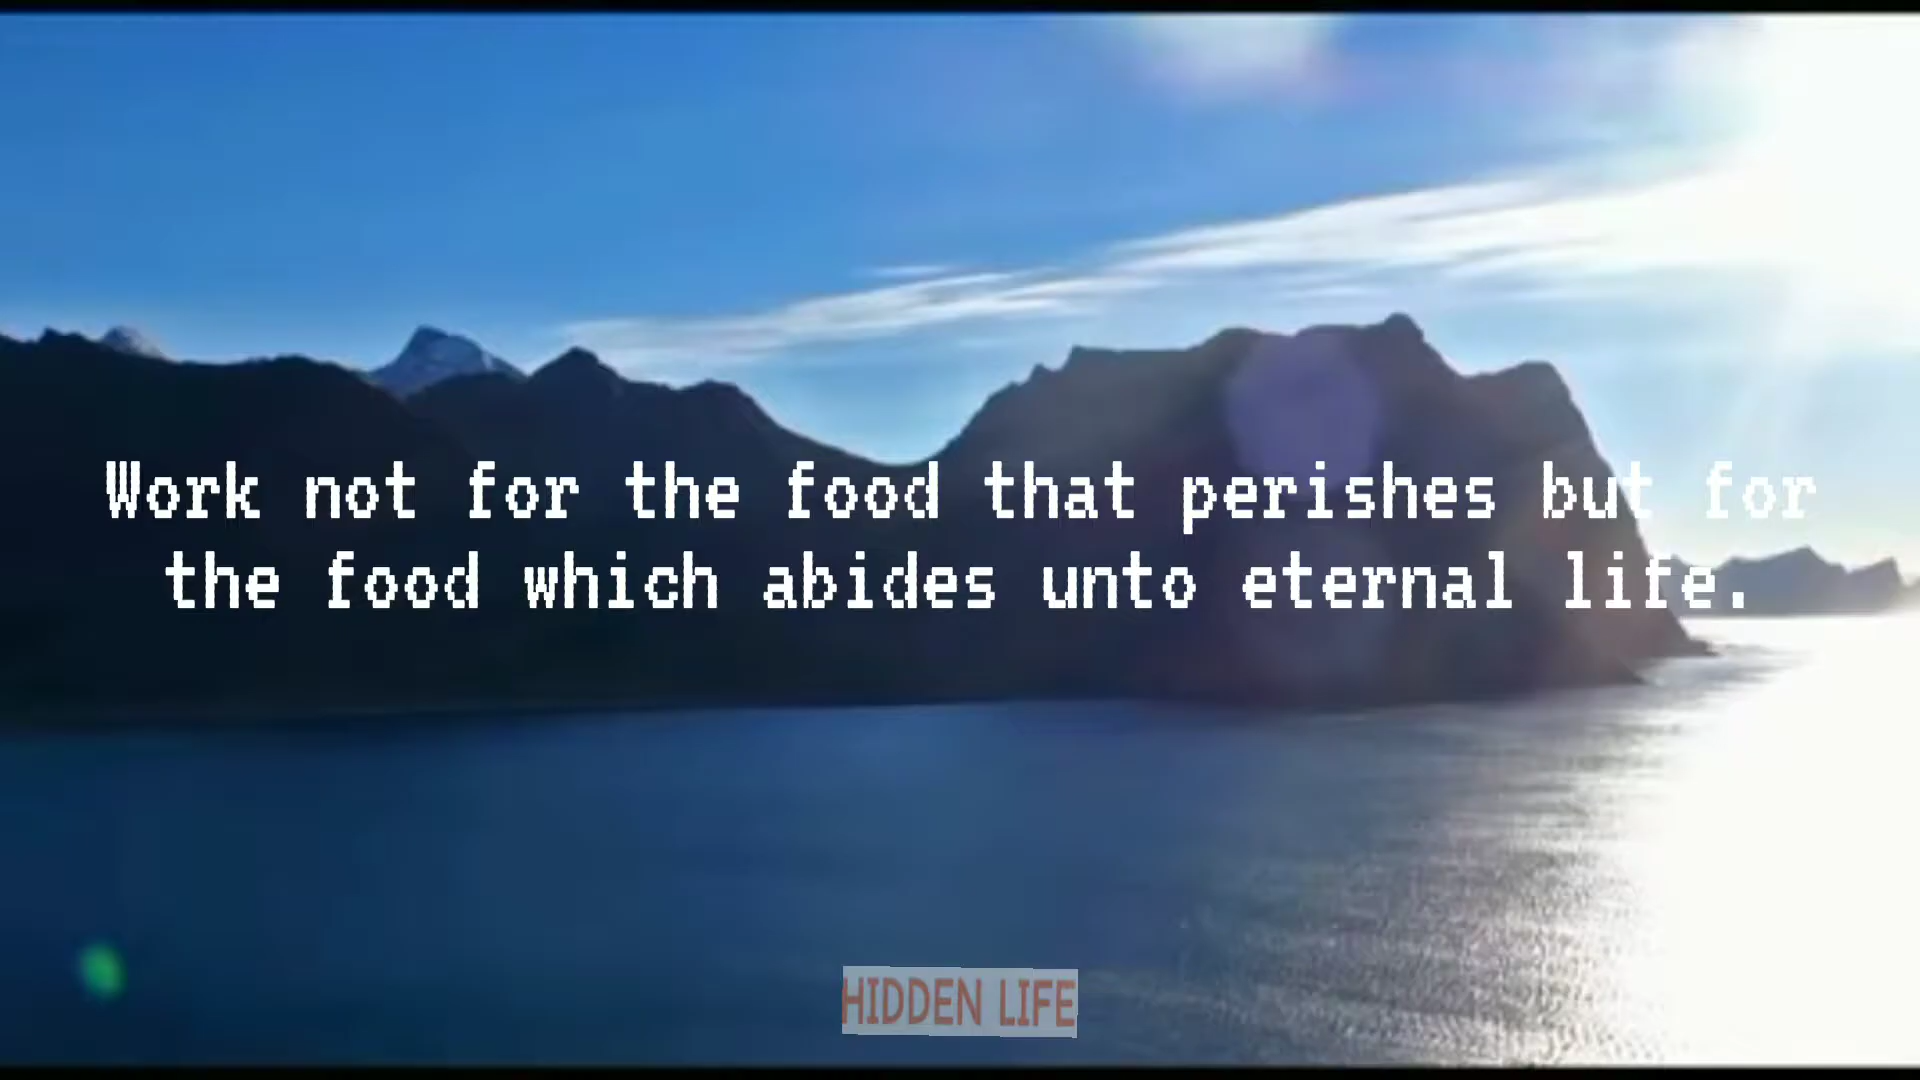 Work not for the food that perishes but for
the food which abides unto eternal life.
HIDDEN LIFE